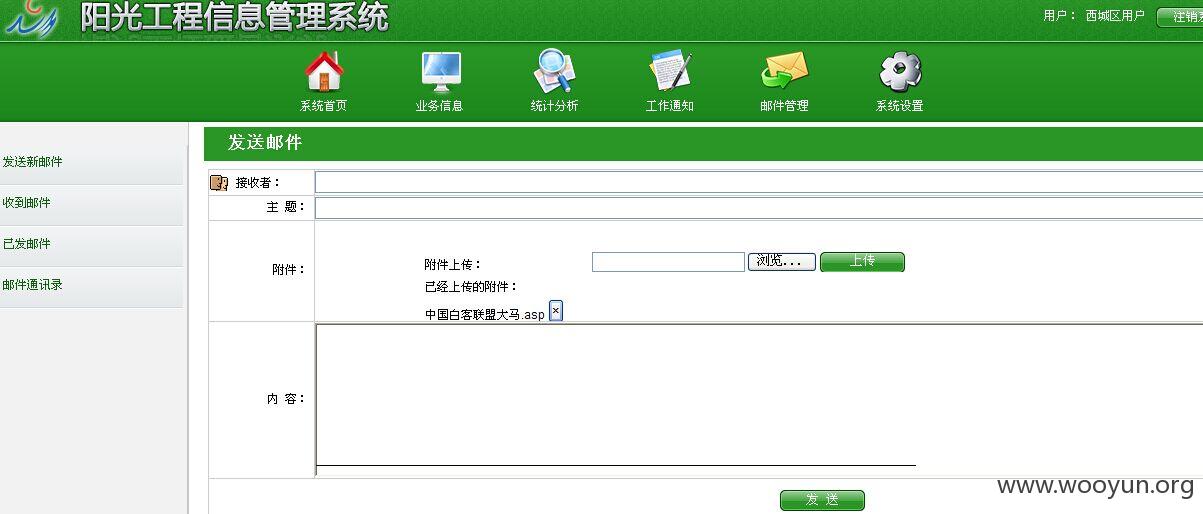 阳光工程信息管理系统
用户： 西城区用户
注销系
系统首页 业务信息 统计分析 工作通知 邮件管理 系统设置
发送新邮件
收到邮件
已发邮件
邮件通讯录
发送邮件
接收者：
主 题：
附件：
附件上传：
浏览...
上传
已经上传的附件：
中国白客联盟大马.asp ×
内 容：
发 送
www.wooyun.org